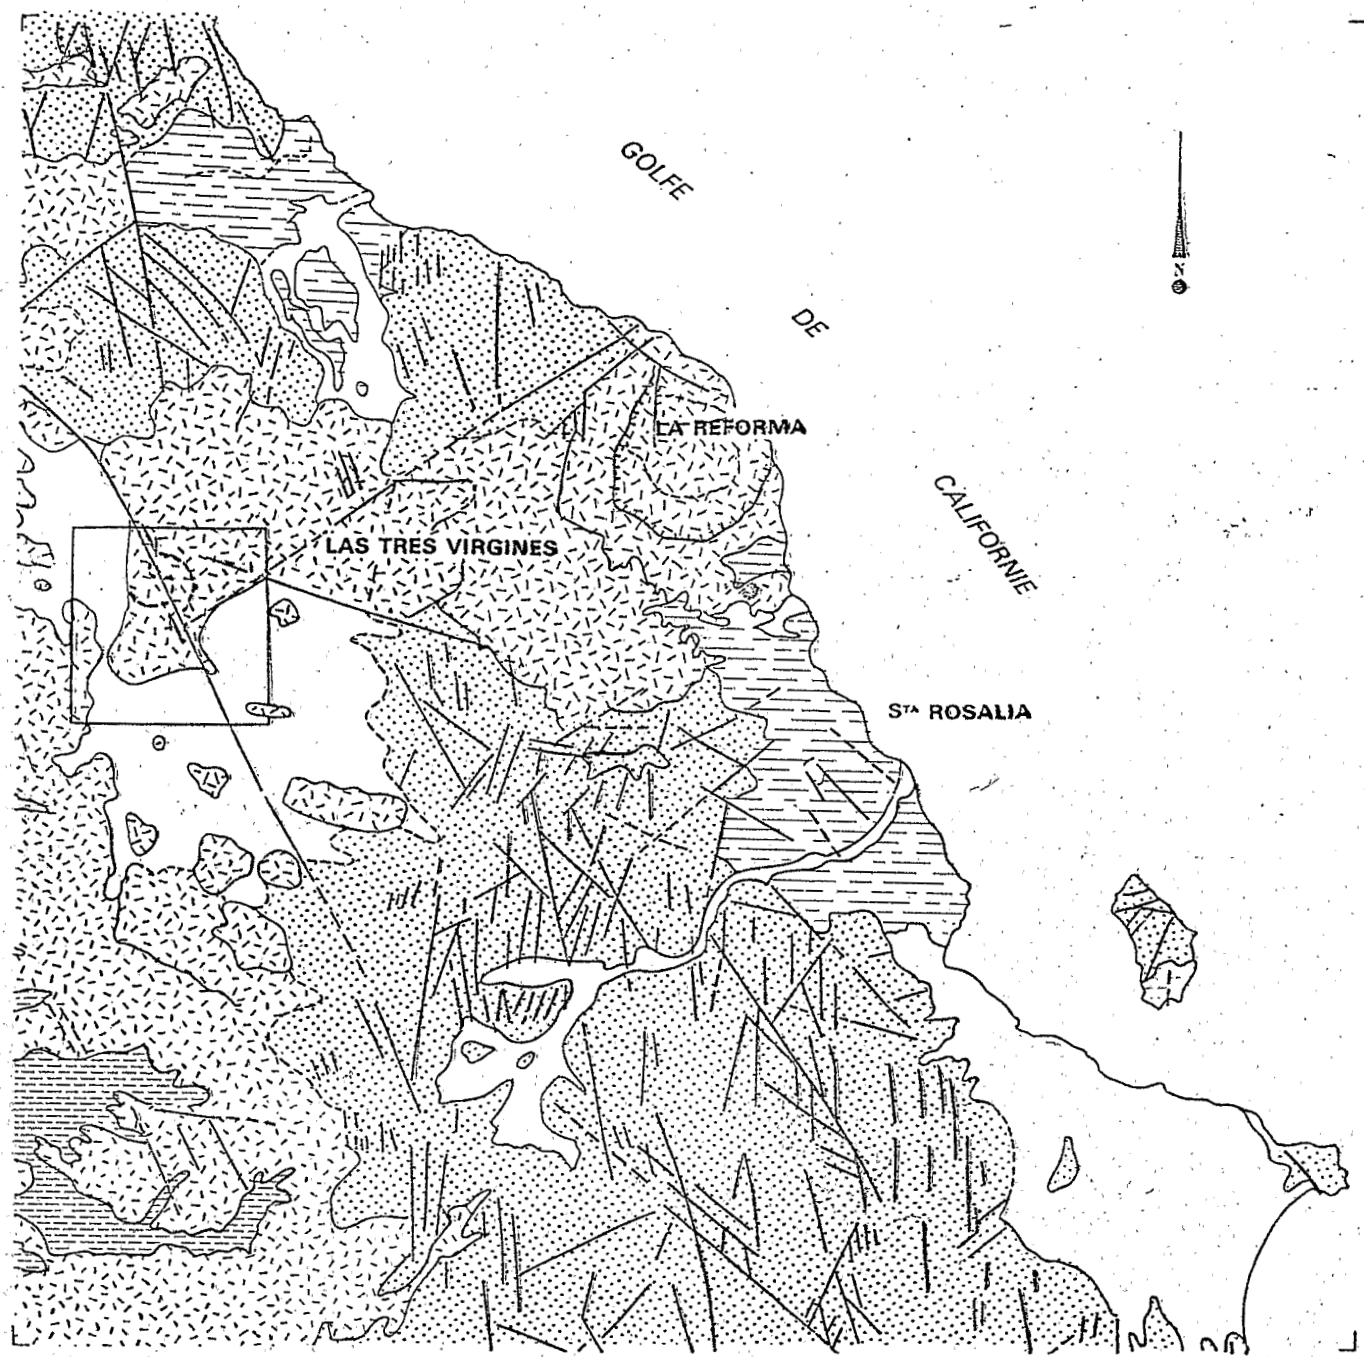 GOLFE
DE
CALIFORNIE
N
LA REFORMA
LAS TRES VIRGINES
STA ROSALIA